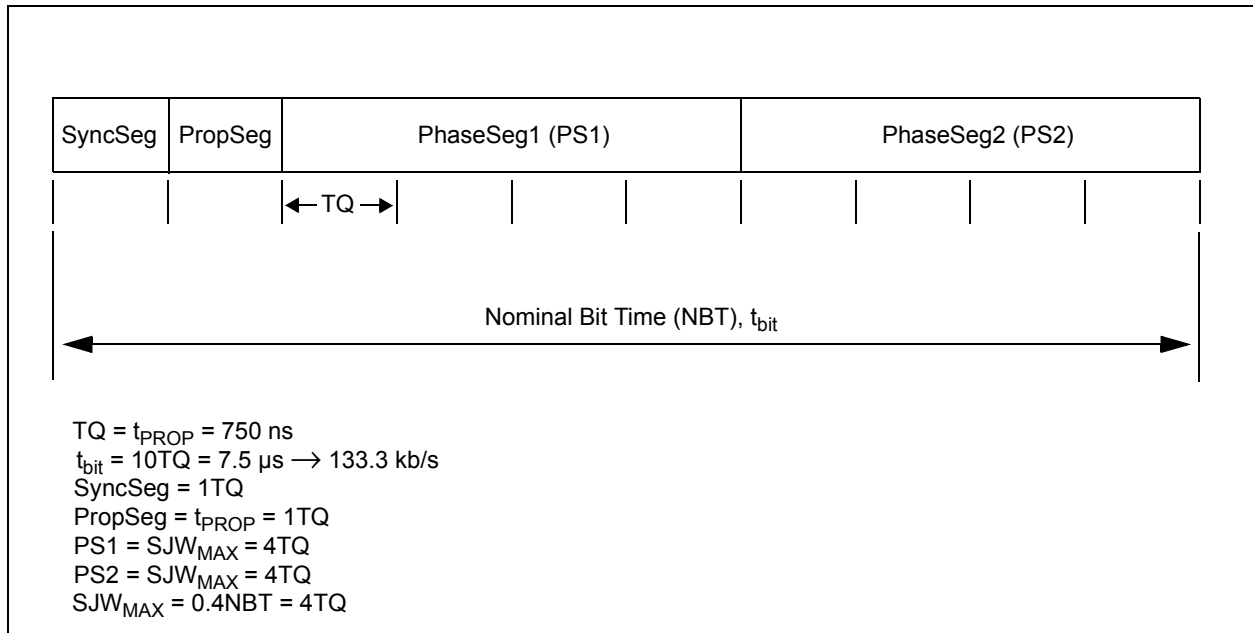 SyncSeg PropSeg PhaseSeg1 (PS1) PhaseSeg2 (PS2)
TQ
Nominal Bit Time (NBT), tbit
TQ = tPROP = 750 ns
tbit = 10TQ = 7.5 µs → 133.3 kb/s
SyncSeg = 1TQ
PropSeg = tPROP = 1TQ
PS1 = SJWMAX = 4TQ
PS2 = SJWMAX = 4TQ
SJWMAX = 0.4NBT = 4TQ